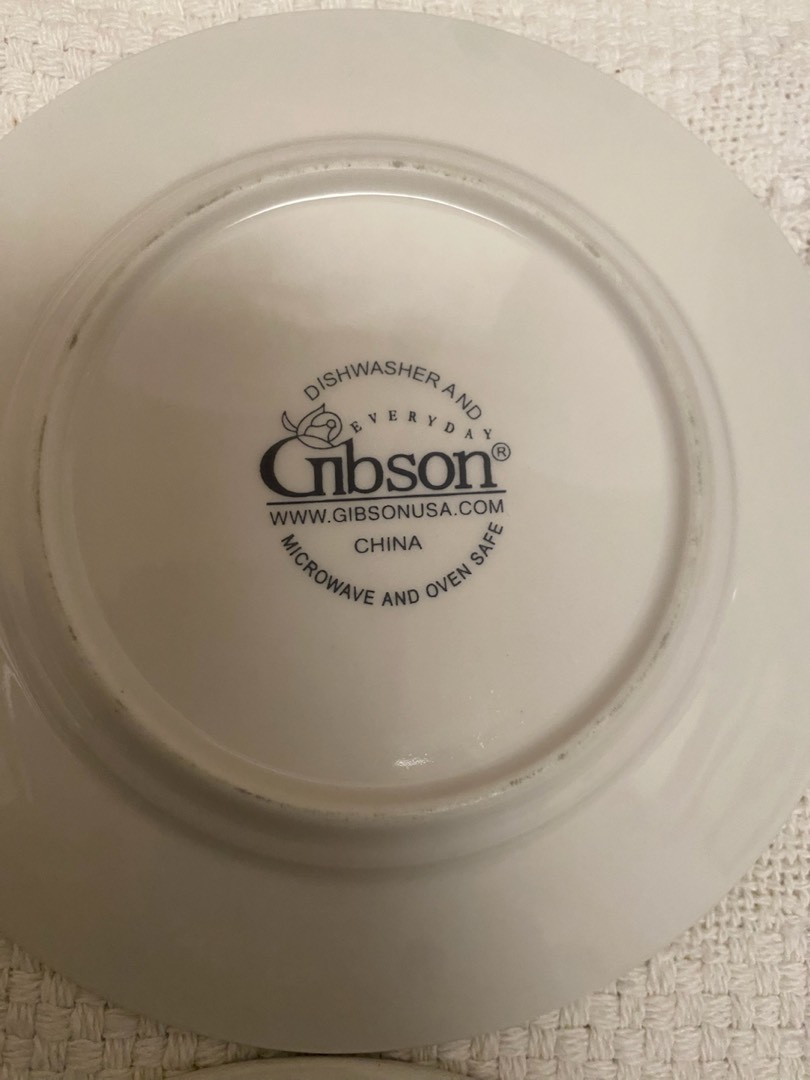 DISHWASHER AND
EVERYDAY
Gibson®
WWW.GIBSONUSA.COM
CHINA
MICROWAVE AND OVEN SAFE